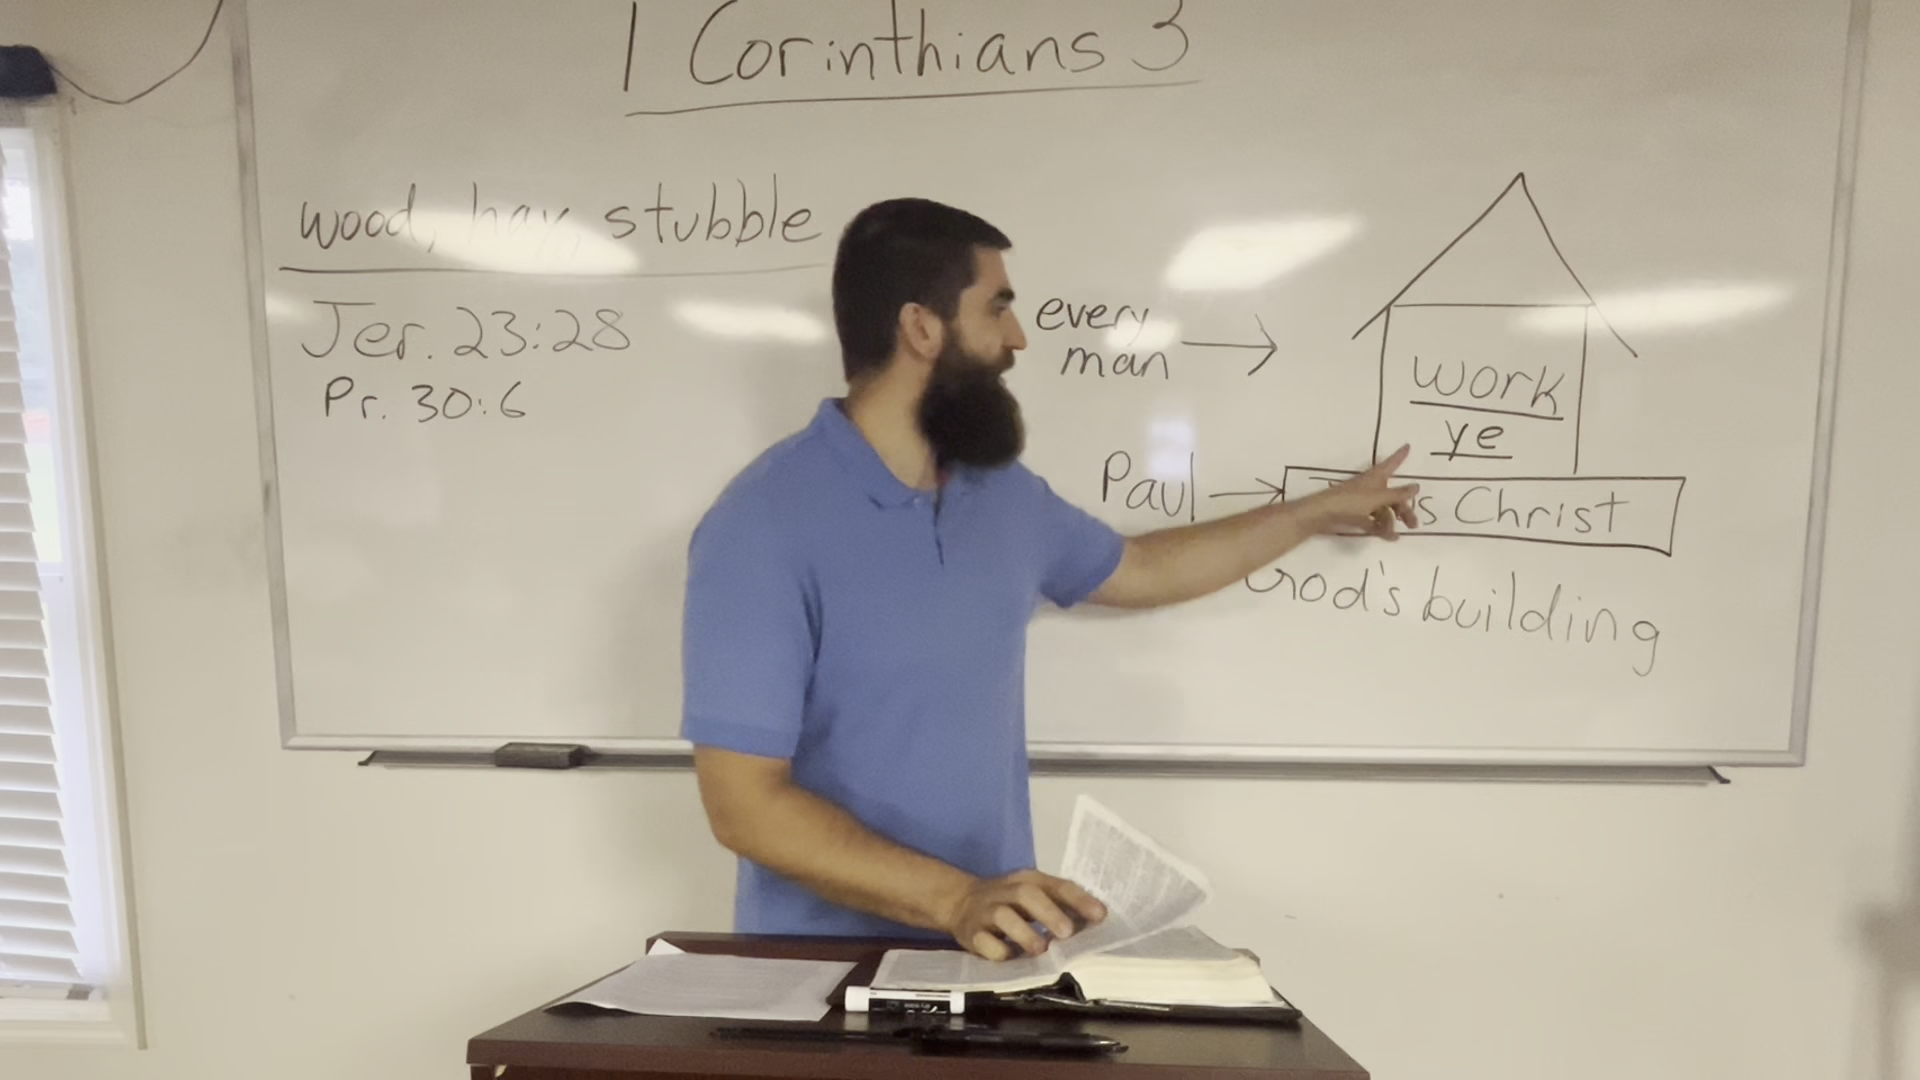 1 Corinthians 3
wood, hay, stubble
Jer. 23:28
Pr. 30:6
every
man
work
ye
Paul
Christ
God's building